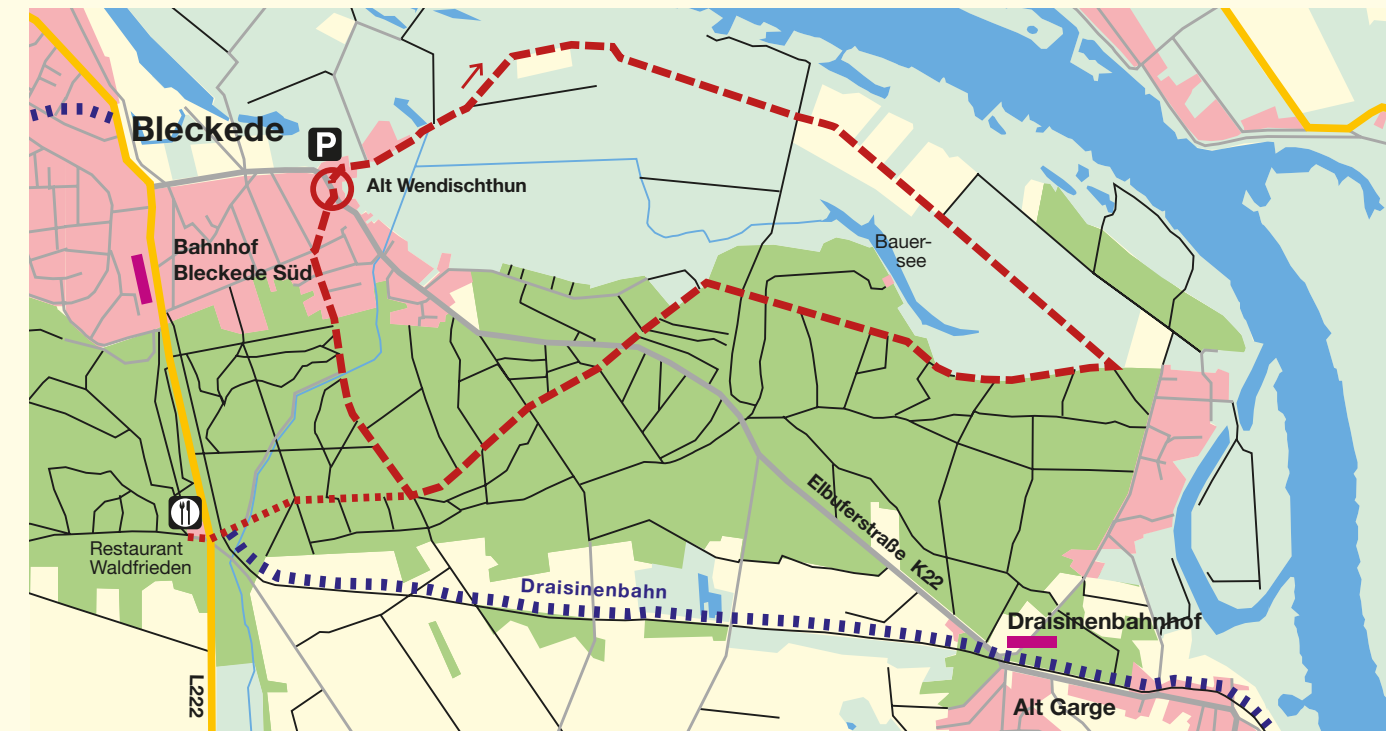 Bleckede
P
Alt Wendischthun
Bahnhof
Bleckede Süd
Bauer-
see
Elbuferstraße K22
Restaurant
Waldfrieden
Draisinenbahn
Draisinenbahnhof
L222
Alt Garge